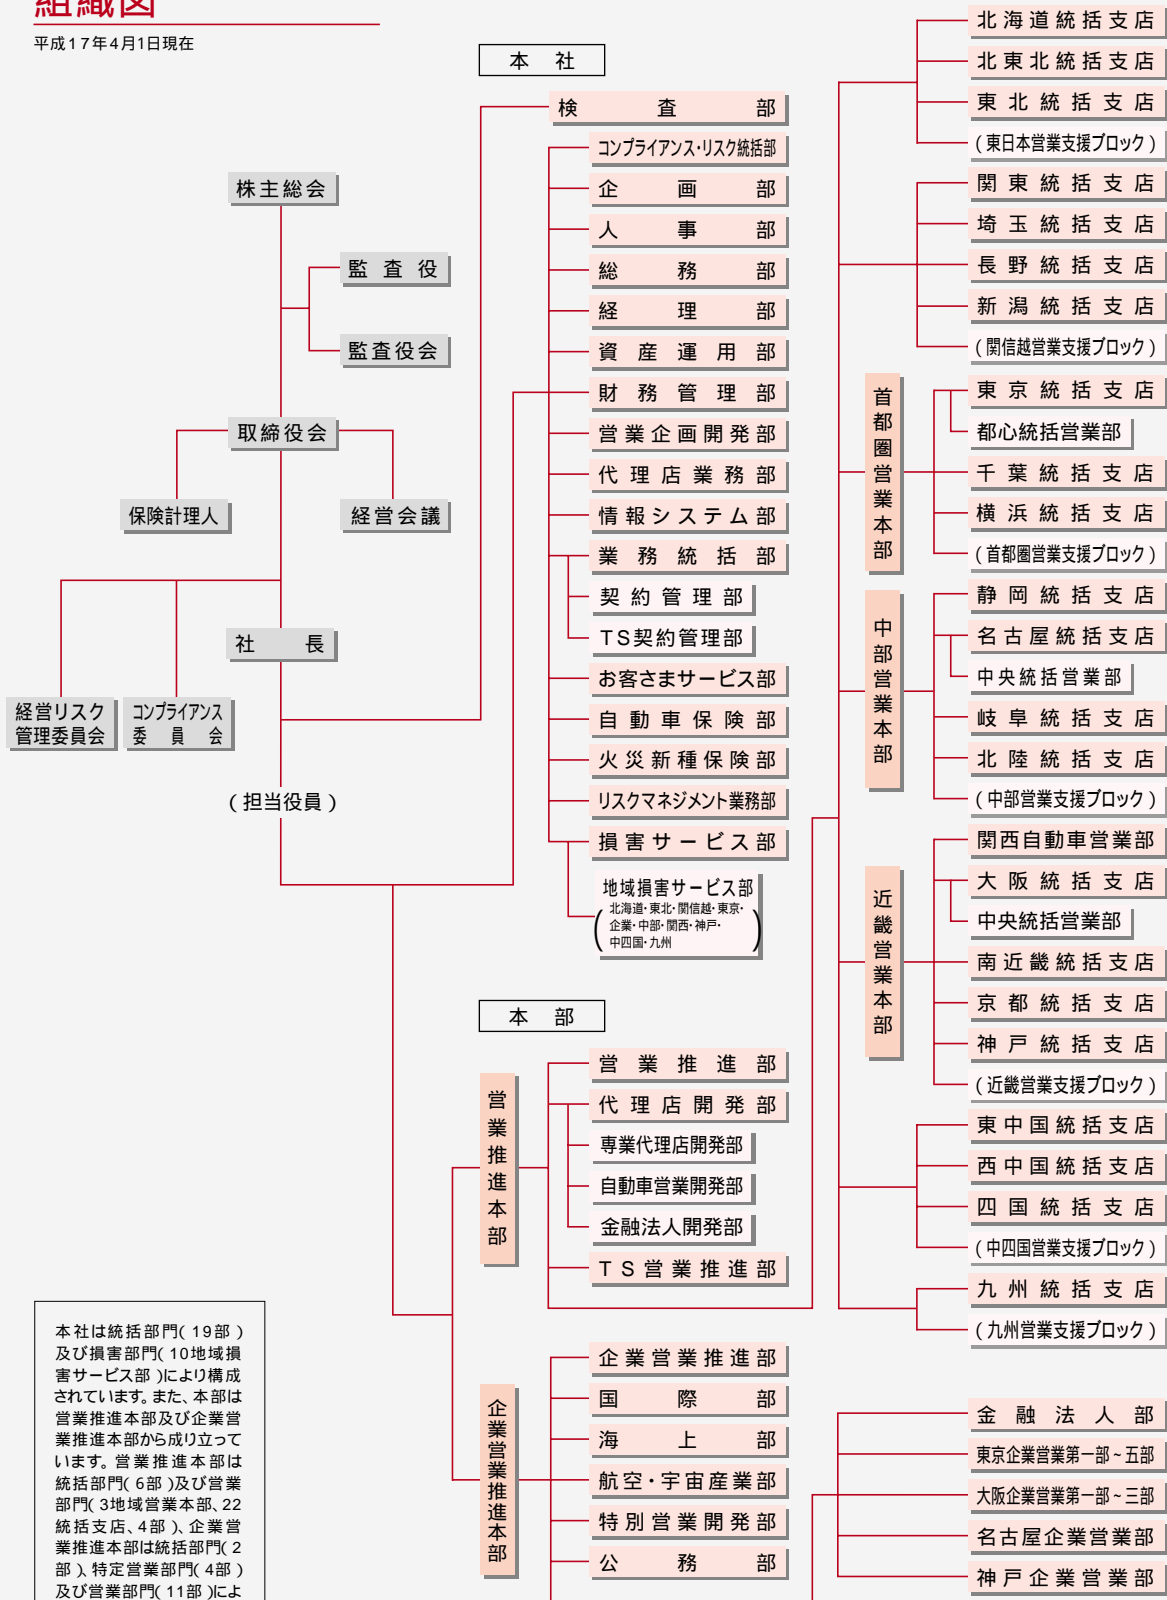 組織図
平成17年4月1日現在
株主総会
監査役
監査役会
取締役会
保険計理人
経営会議
社長
経営リスク
管理委員会
コンプライアンス
委員会
(担当役員)
本社
検査部
コンプライアンス・リスク統括部
企画部
人事部
総務部
経理部
資産運用部
財務管理部
営業企画開発部
代理店業務部
情報システム部
業務統括部
契約管理部
TS契約管理部
お客さまサービス部
自動車保険部
火災新種保険部
リスクマネジメント業務部
損害サービス部
地域損害サービス部
(北海道・東北・関信越・東京・
企業・中部・関西・神戸・
中四国・九州)
本部
営業推進本部
営業推進部
代理店開発部
専業代理店開発部
自動車営業開発部
金融法人開発部
TS営業推進部
企業営業推進本部
企業営業推進部
国際部
海上部
航空・宇宙産業部
特別営業開発部
公務部
北海道統括支店
北東北統括支店
東北統括支店
(東日本営業支援ブロック)
関東統括支店
埼玉統括支店
長野統括支店
新潟統括支店
(関信越営業支援ブロック)
首都圏営業本部
東京統括支店
都心統括営業部
千葉統括支店
横浜統括支店
(首都圏営業支援ブロック)
中部営業本部
静岡統括支店
名古屋統括支店
中央統括営業部
岐阜統括支店
北陸統括支店
(中部営業支援ブロック)
近畿営業本部
関西自動車営業部
大阪統括支店
中央統括営業部
南近畿統括支店
京都統括支店
神戸統括支店
(近畿営業支援ブロック)
東中国統括支店
西中国統括支店
四国統括支店
(中四国営業支援ブロック)
九州統括支店
(九州営業支援ブロック)
金融法人部
東京企業営業第一部~五部
大阪企業営業第一部~三部
名古屋企業営業部
神戸企業営業部
本社は統括部門(19部)
及び損害部門(10地域損
害サービス部)により構成
されています。また、本部は
営業推進本部及び企業営
業推進本部から成り立って
います。営業推進本部は
統括部門(6部)及び営業
部門(3地域営業本部、22
統括支店、4部)、企業営
業推進本部は統括部門(2
部)、特定営業部門(4部)
及び営業部門(11部)によ